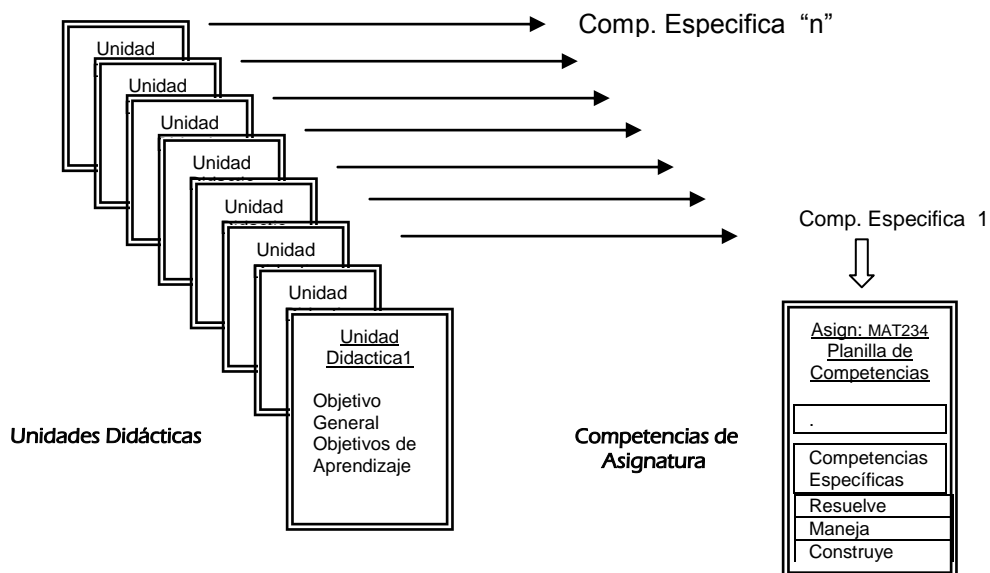 Comp. Especifica “n”
Unidad
Unidad
Unidad
Unidad
Unidad
Unidad
Unidad
Unidad
Didactica1
Objetivo
General
Objetivos de
Aprendizaje
Unidades Didácticas
Competencias de
Asignatura
Comp. Especifica 1
Asign: MAT234
Planilla de
Competencias
.
Competencias
Específicas
Resuelve
Maneja
Construye